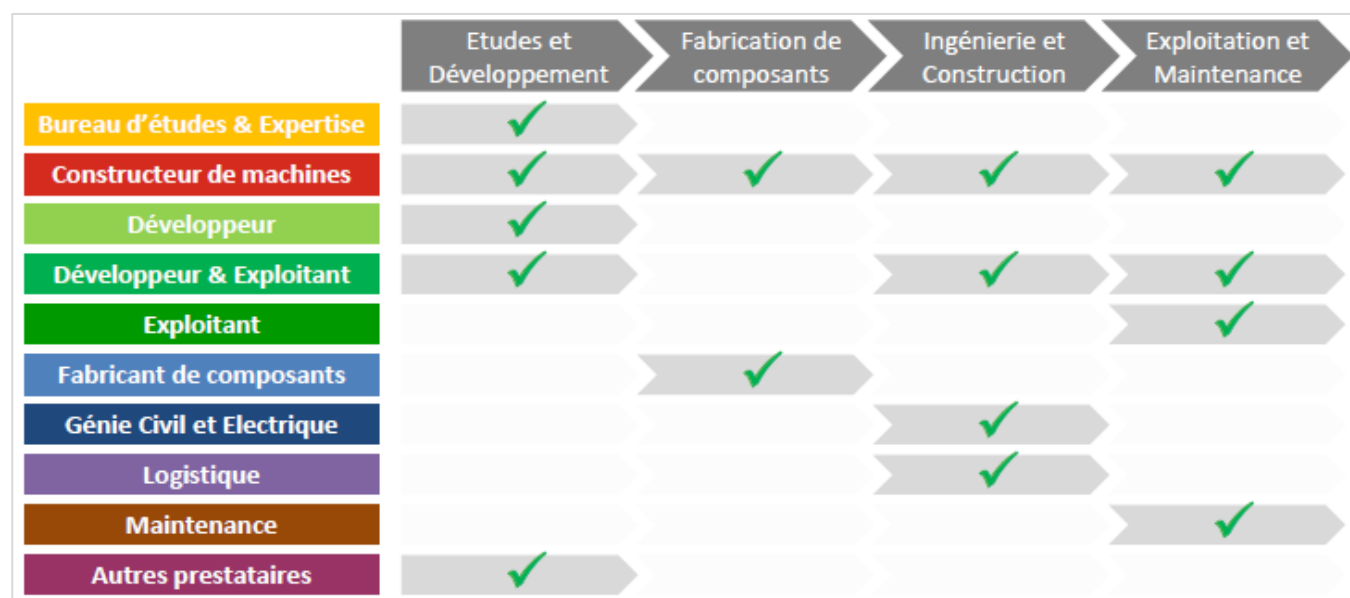 Etudes et
Développement
Fabrication de
composants
Ingénierie et
Construction
Exploitation et
Maintenance
Bureau d'études & Expertise
Constructeur de machines
Développeur
Développeur & Exploitant
Exploitant
Fabricant de composants
Génie Civil et Electrique
Logistique
Maintenance
Autres prestataires